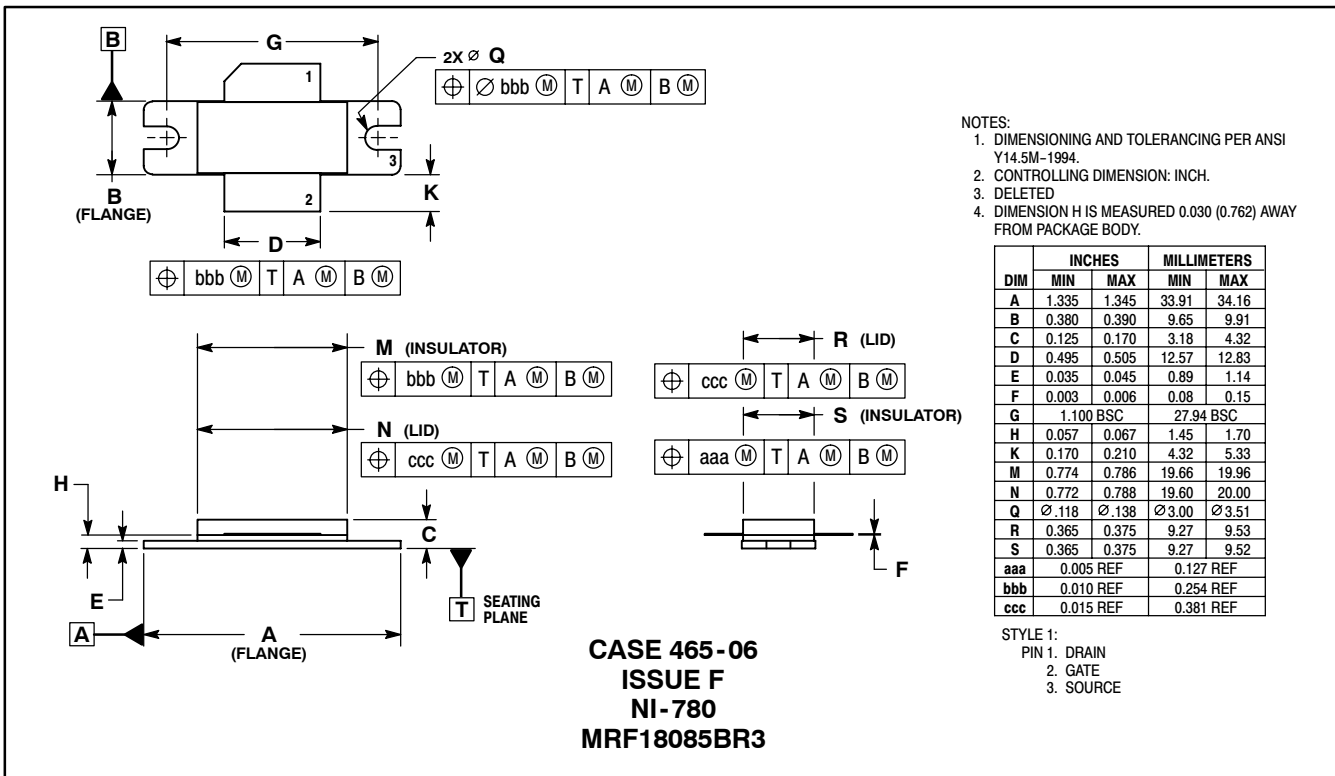 B
G
2X ⌀ Q
⌖ ⌀ bbb Ⓜ T A Ⓜ B Ⓜ
1
3
2
B
(FLANGE)
K
D
⌖ bbb Ⓜ T A Ⓜ B Ⓜ
M (INSULATOR)
⌖ bbb Ⓜ T A Ⓜ B Ⓜ
N (LID)
⌖ ccc Ⓜ T A Ⓜ B Ⓜ
R (LID)
⌖ ccc Ⓜ T A Ⓜ B Ⓜ
S (INSULATOR)
⌖ aaa Ⓜ T A Ⓜ B Ⓜ
H
C
E
F
T SEATING
PLANE
A
A
(FLANGE)
CASE 465-06
ISSUE F
NI-780
MRF18085BR3
NOTES:
1. DIMENSIONING AND TOLERANCING PER ANSI
Y14.5M-1994.
2. CONTROLLING DIMENSION: INCH.
3. DELETED
4. DIMENSION H IS MEASURED 0.030 (0.762) AWAY
FROM PACKAGE BODY.
INCHES MILLIMETERS
DIM MIN MAX MIN MAX
A 1.335 1.345 33.91 34.16
B 0.380 0.390 9.65 9.91
C 0.125 0.170 3.18 4.32
D 0.495 0.505 12.57 12.83
E 0.035 0.045 0.89 1.14
F 0.003 0.006 0.08 0.15
G 1.100 BSC 27.94 BSC
H 0.057 0.067 1.45 1.70
K 0.170 0.210 4.32 5.33
M 0.774 0.786 19.66 19.96
N 0.772 0.788 19.60 20.00
Q ⌀.118 ⌀.138 ⌀3.00 ⌀3.51
R 0.365 0.375 9.27 9.53
S 0.365 0.375 9.27 9.52
aaa 0.005 REF 0.127 REF
bbb 0.010 REF 0.254 REF
ccc 0.015 REF 0.381 REF
STYLE 1:
PIN 1. DRAIN
2. GATE
3. SOURCE